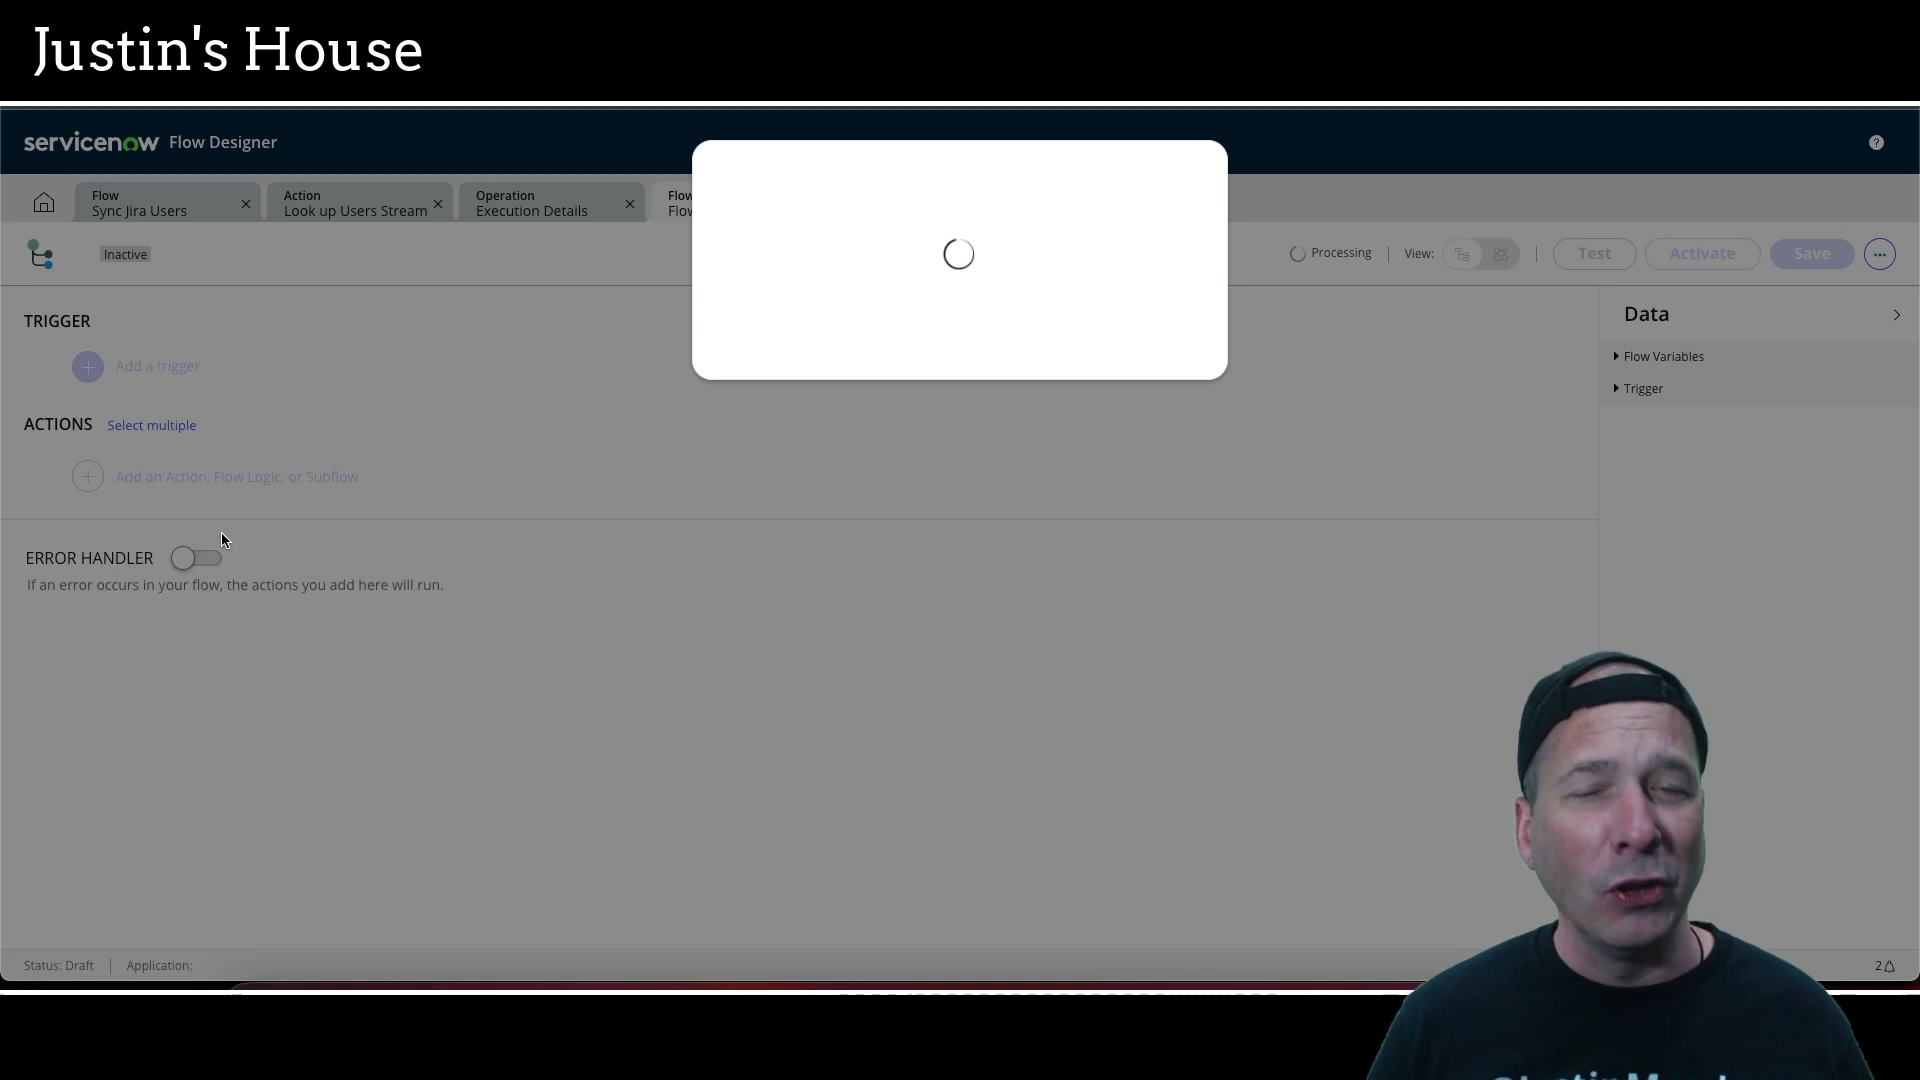 Justin's House
servicenow Flow Designer
Flow
Sync Jira Users
Action
Look up Users Stream
Operation
Execution Details
Flow
Flow
Inactive
Processing
View:
Test
Activate
Save
TRIGGER
Add a trigger
ACTIONS Select multiple
Add an Action, Flow Logic, or Subflow
ERROR HANDLER
If an error occurs in your flow, the actions you add here will run.
Data
Flow Variables
Trigger
Status: Draft
Application:
2